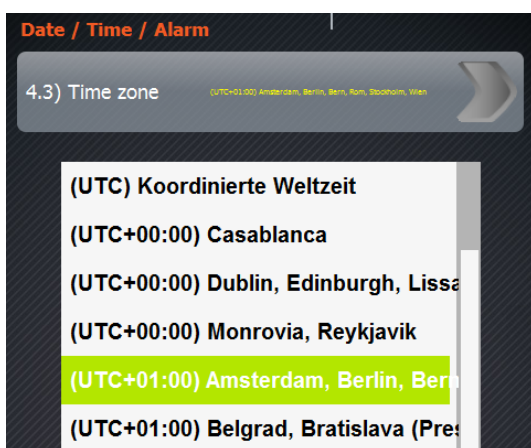 Date / Time / Alarm
4.3) Time zone (UTC+01:00) Amsterdam, Berlin, Bern, Rom, Stockholm, Wien
(UTC) Koordinierte Weltzeit
(UTC+00:00) Casablanca
(UTC+00:00) Dublin, Edinburgh, Lissa
(UTC+00:00) Monrovia, Reykjavik
(UTC+01:00) Amsterdam, Berlin, Bern
(UTC+01:00) Belgrad, Bratislava (Pres